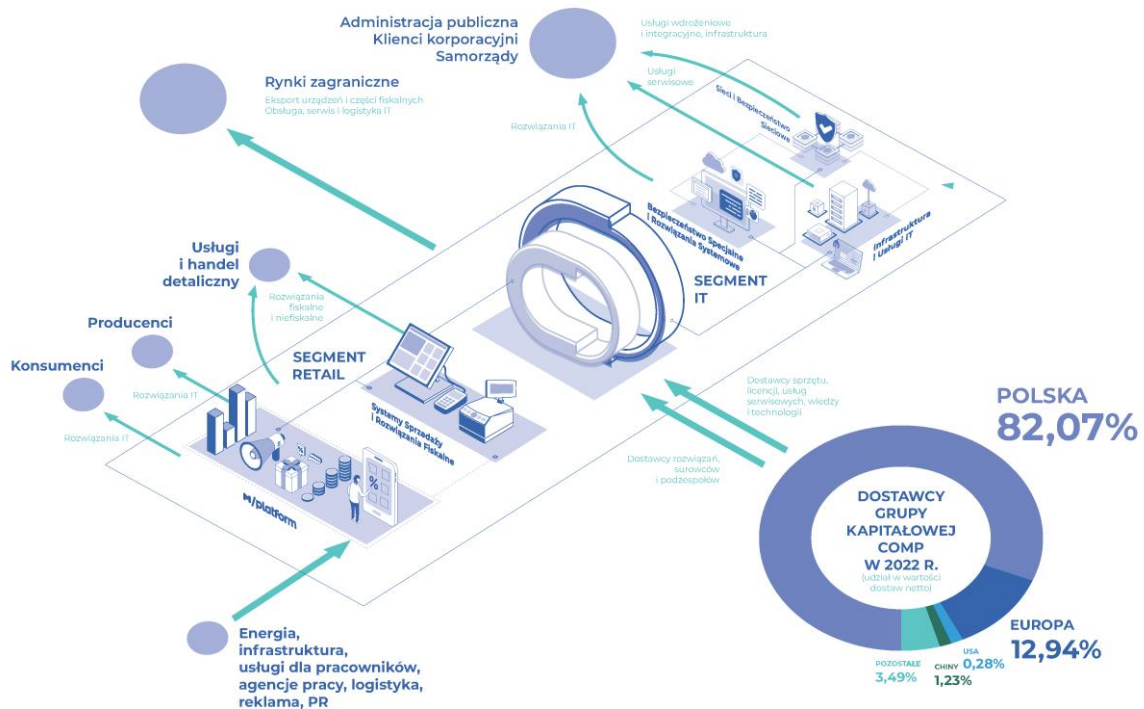 Administracja publiczna
Klienci korporacyjni
Samorządy
Usługi wdrożeniowe
i integracyjne, infrastruktura
Usługi
serwisowe
Rynki zagraniczne
Eksport urządzeń i części fiskalnych
Obsługa, serwis i logistyka IT
Rozwiązania IT
Sieci i Bezpieczeństwo
Sieciowe
Bezpieczeństwo Specjalne
i Rozwiązania Systemowe
Infrastruktura
i Usługi IT
SEGMENT
IT
Usługi
i handel
detaliczny
Rozwiązania
fiskalne
i niefiskalne
Producenci
Rozwiązania IT
Konsumenci
Rozwiązania IT
SEGMENT
RETAIL
Systemy Sprzedaży
i Rozwiązania Fiskalne
%
%
M/platform
Dostawcy sprzętu,
licencji, usług
serwisowych, wiedzy
i technologii
Dostawcy rozwiązań,
surowców
i podzespołów
POLSKA
82,07%
DOSTAWCY
GRUPY
KAPITAŁOWEJ
COMP
W 2022 R.
(udział w wartości
dostaw netto)
EUROPA
12,94%
USA
0,28%
CHINY
1,23%
POZOSTAŁE
3,49%
Energia,
infrastruktura,
usługi dla pracowników,
agencje pracy, logistyka,
reklama, PR